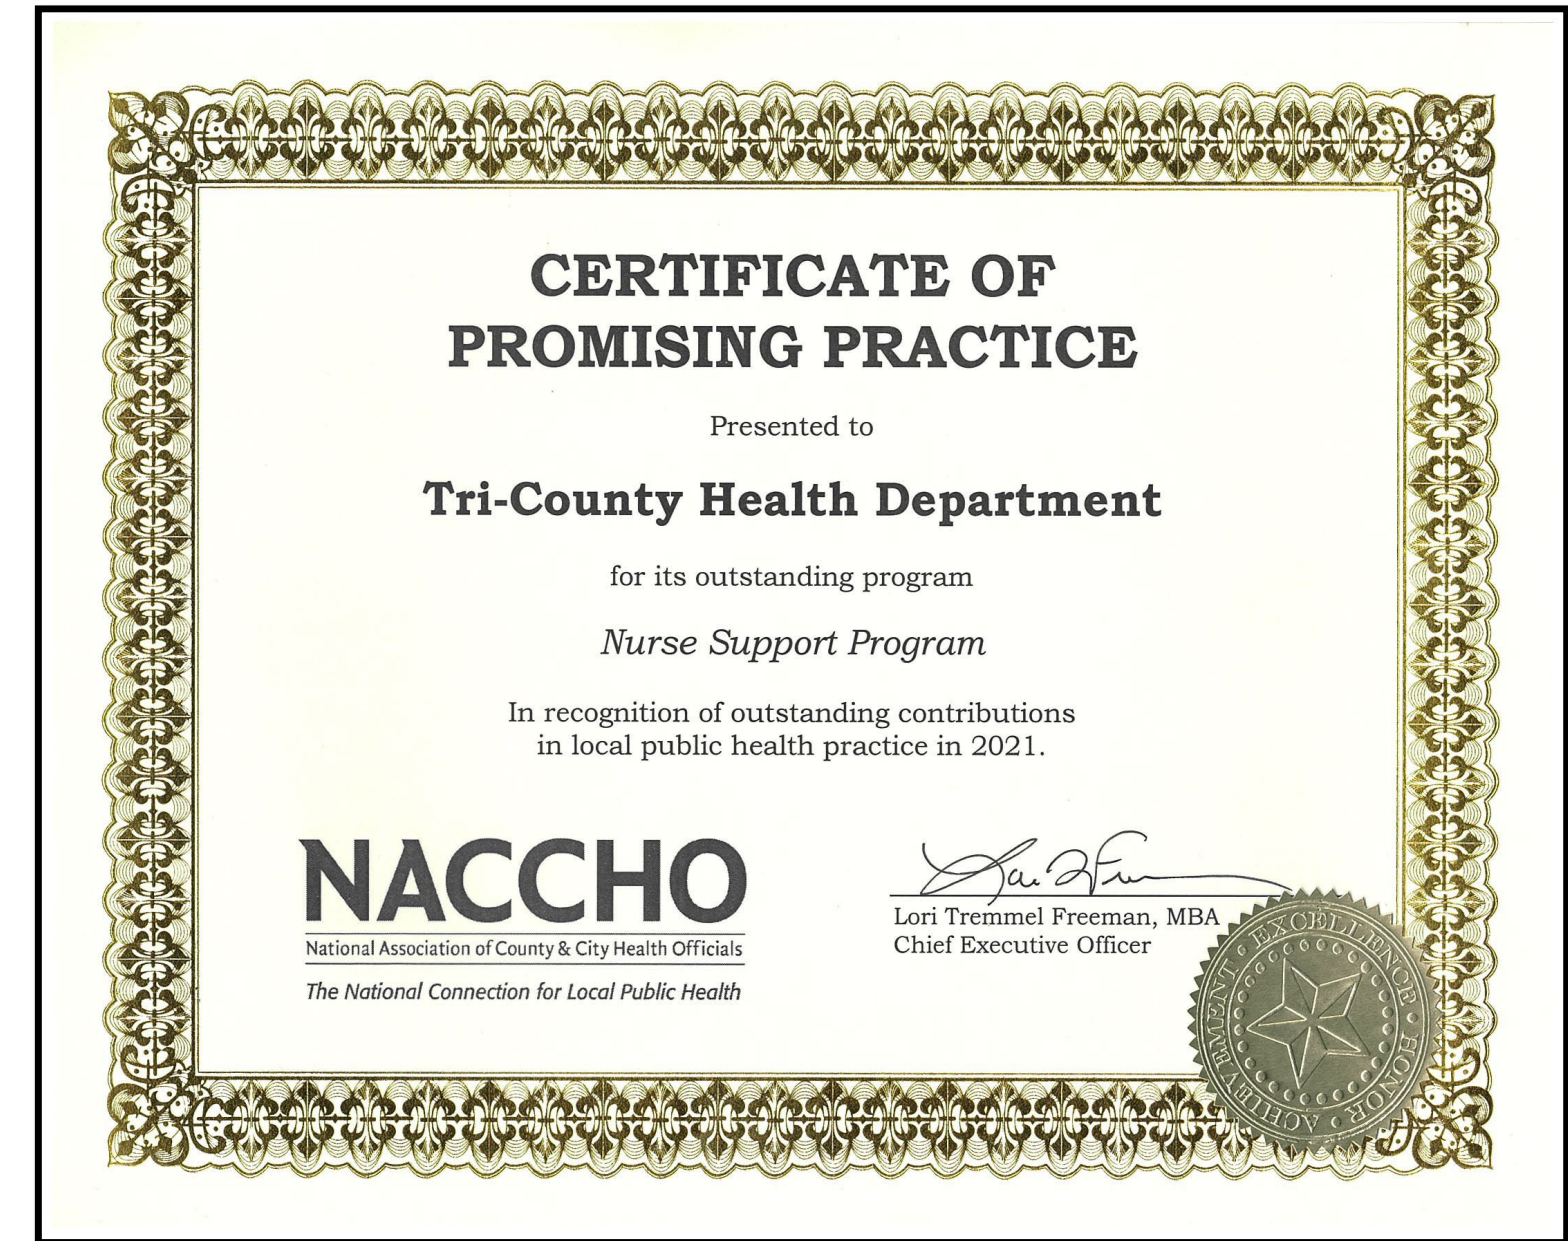 CERTIFICATE OF
PROMISING PRACTICE
Presented to
Tri-County Health Department
for its outstanding program
Nurse Support Program
In recognition of outstanding contributions
in local public health practice in 2021.
NACCHO
National Association of County & City Health Officials
The National Connection for Local Public Health
Lori Tremmel Freeman, MBA
Chief Executive Officer
EXCELLENCE • HONOR • ACHIEVEMENT •